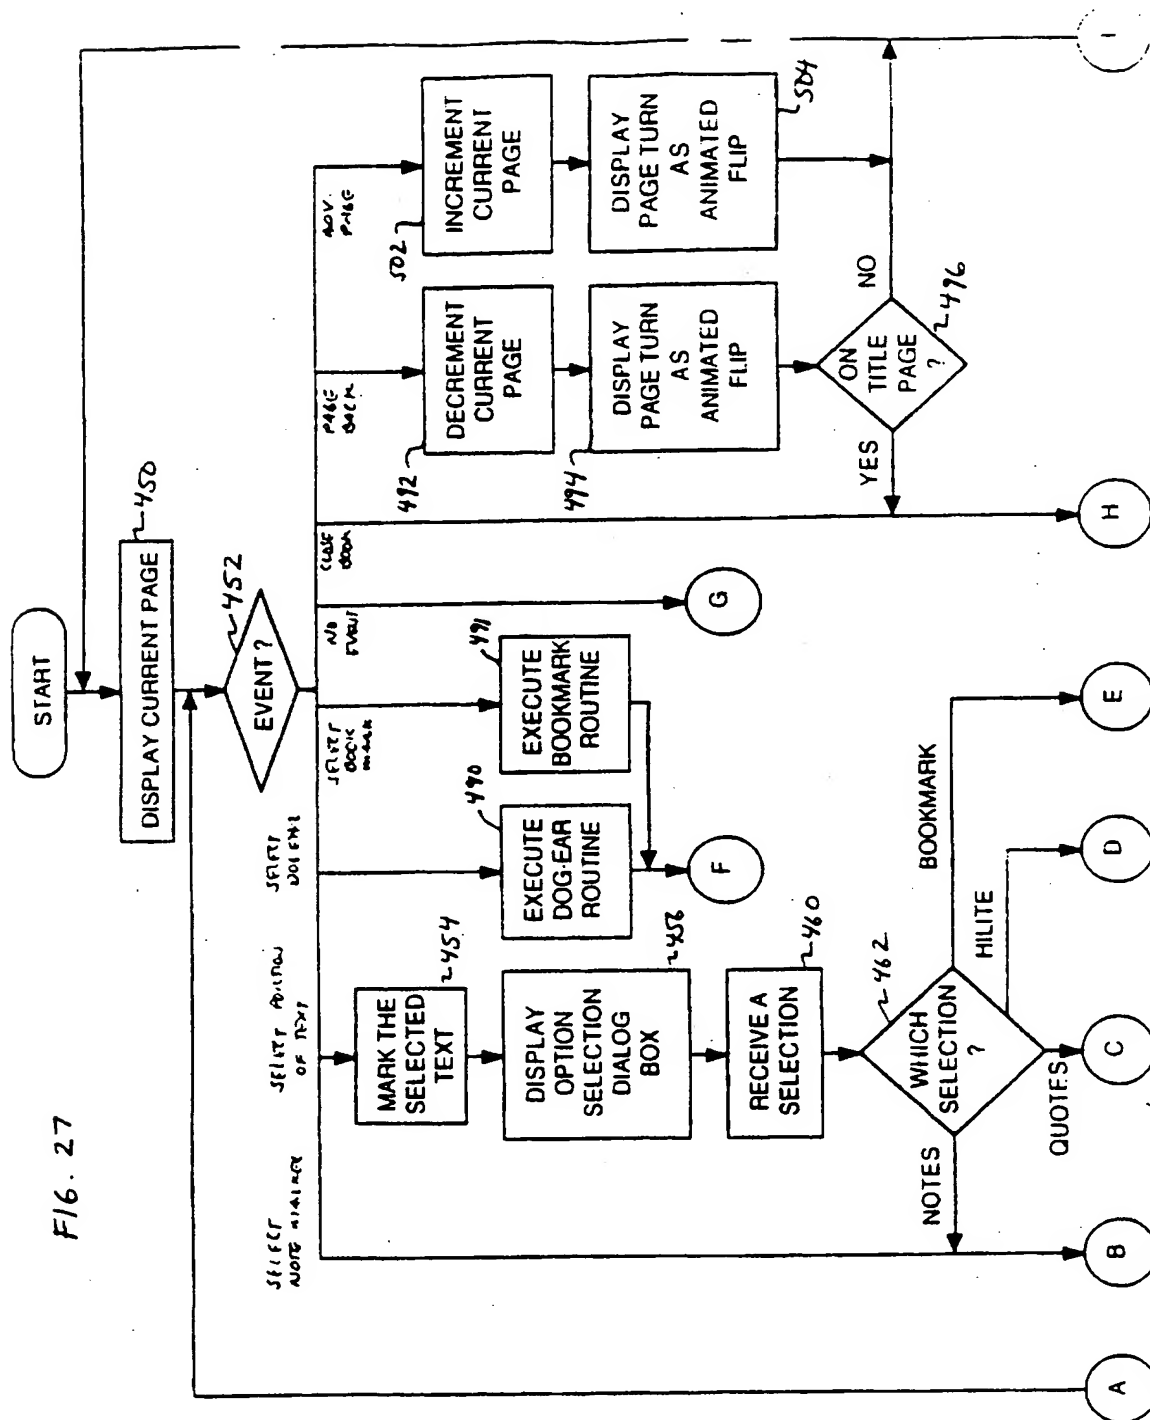 FIG. 27
START
DISPLAY CURRENT PAGE
450
EVENT ?
452
SELECT
NOTE MARKER
SELECT PORTION
OF TEXT
SELECT
DOG EAR
SELECT
BOOK
MARK
NO
EVENT
CLOSE
BOOK
PAGE
BACK
ADV.
PAGE
MARK THE
SELECTED
TEXT
454
DISPLAY
OPTION
SELECTION
DIALOG
BOX
456
RECEIVE A
SELECTION
460
WHICH
SELECTION
?
462
NOTES
QUOTES
HILITE
BOOKMARK
EXECUTE
DOG-EAR
ROUTINE
490
EXECUTE
BOOKMARK
ROUTINE
491
DECREMENT
CURRENT
PAGE
492
DISPLAY
PAGE TURN
AS
ANIMATED
FLIP
494
ON
TITLE
PAGE
?
496
YES
NO
INCREMENT
CURRENT
PAGE
502
DISPLAY
PAGE TURN
AS
ANIMATED
FLIP
504
A
B
C
D
E
F
G
H
I